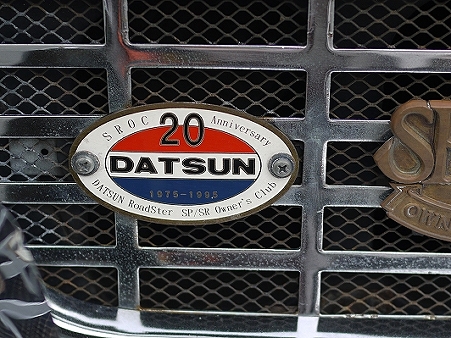 SROC 20 Anniversary
DATSUN
1975-1995
DATSUN RoadSter SP/SR Owner's Club